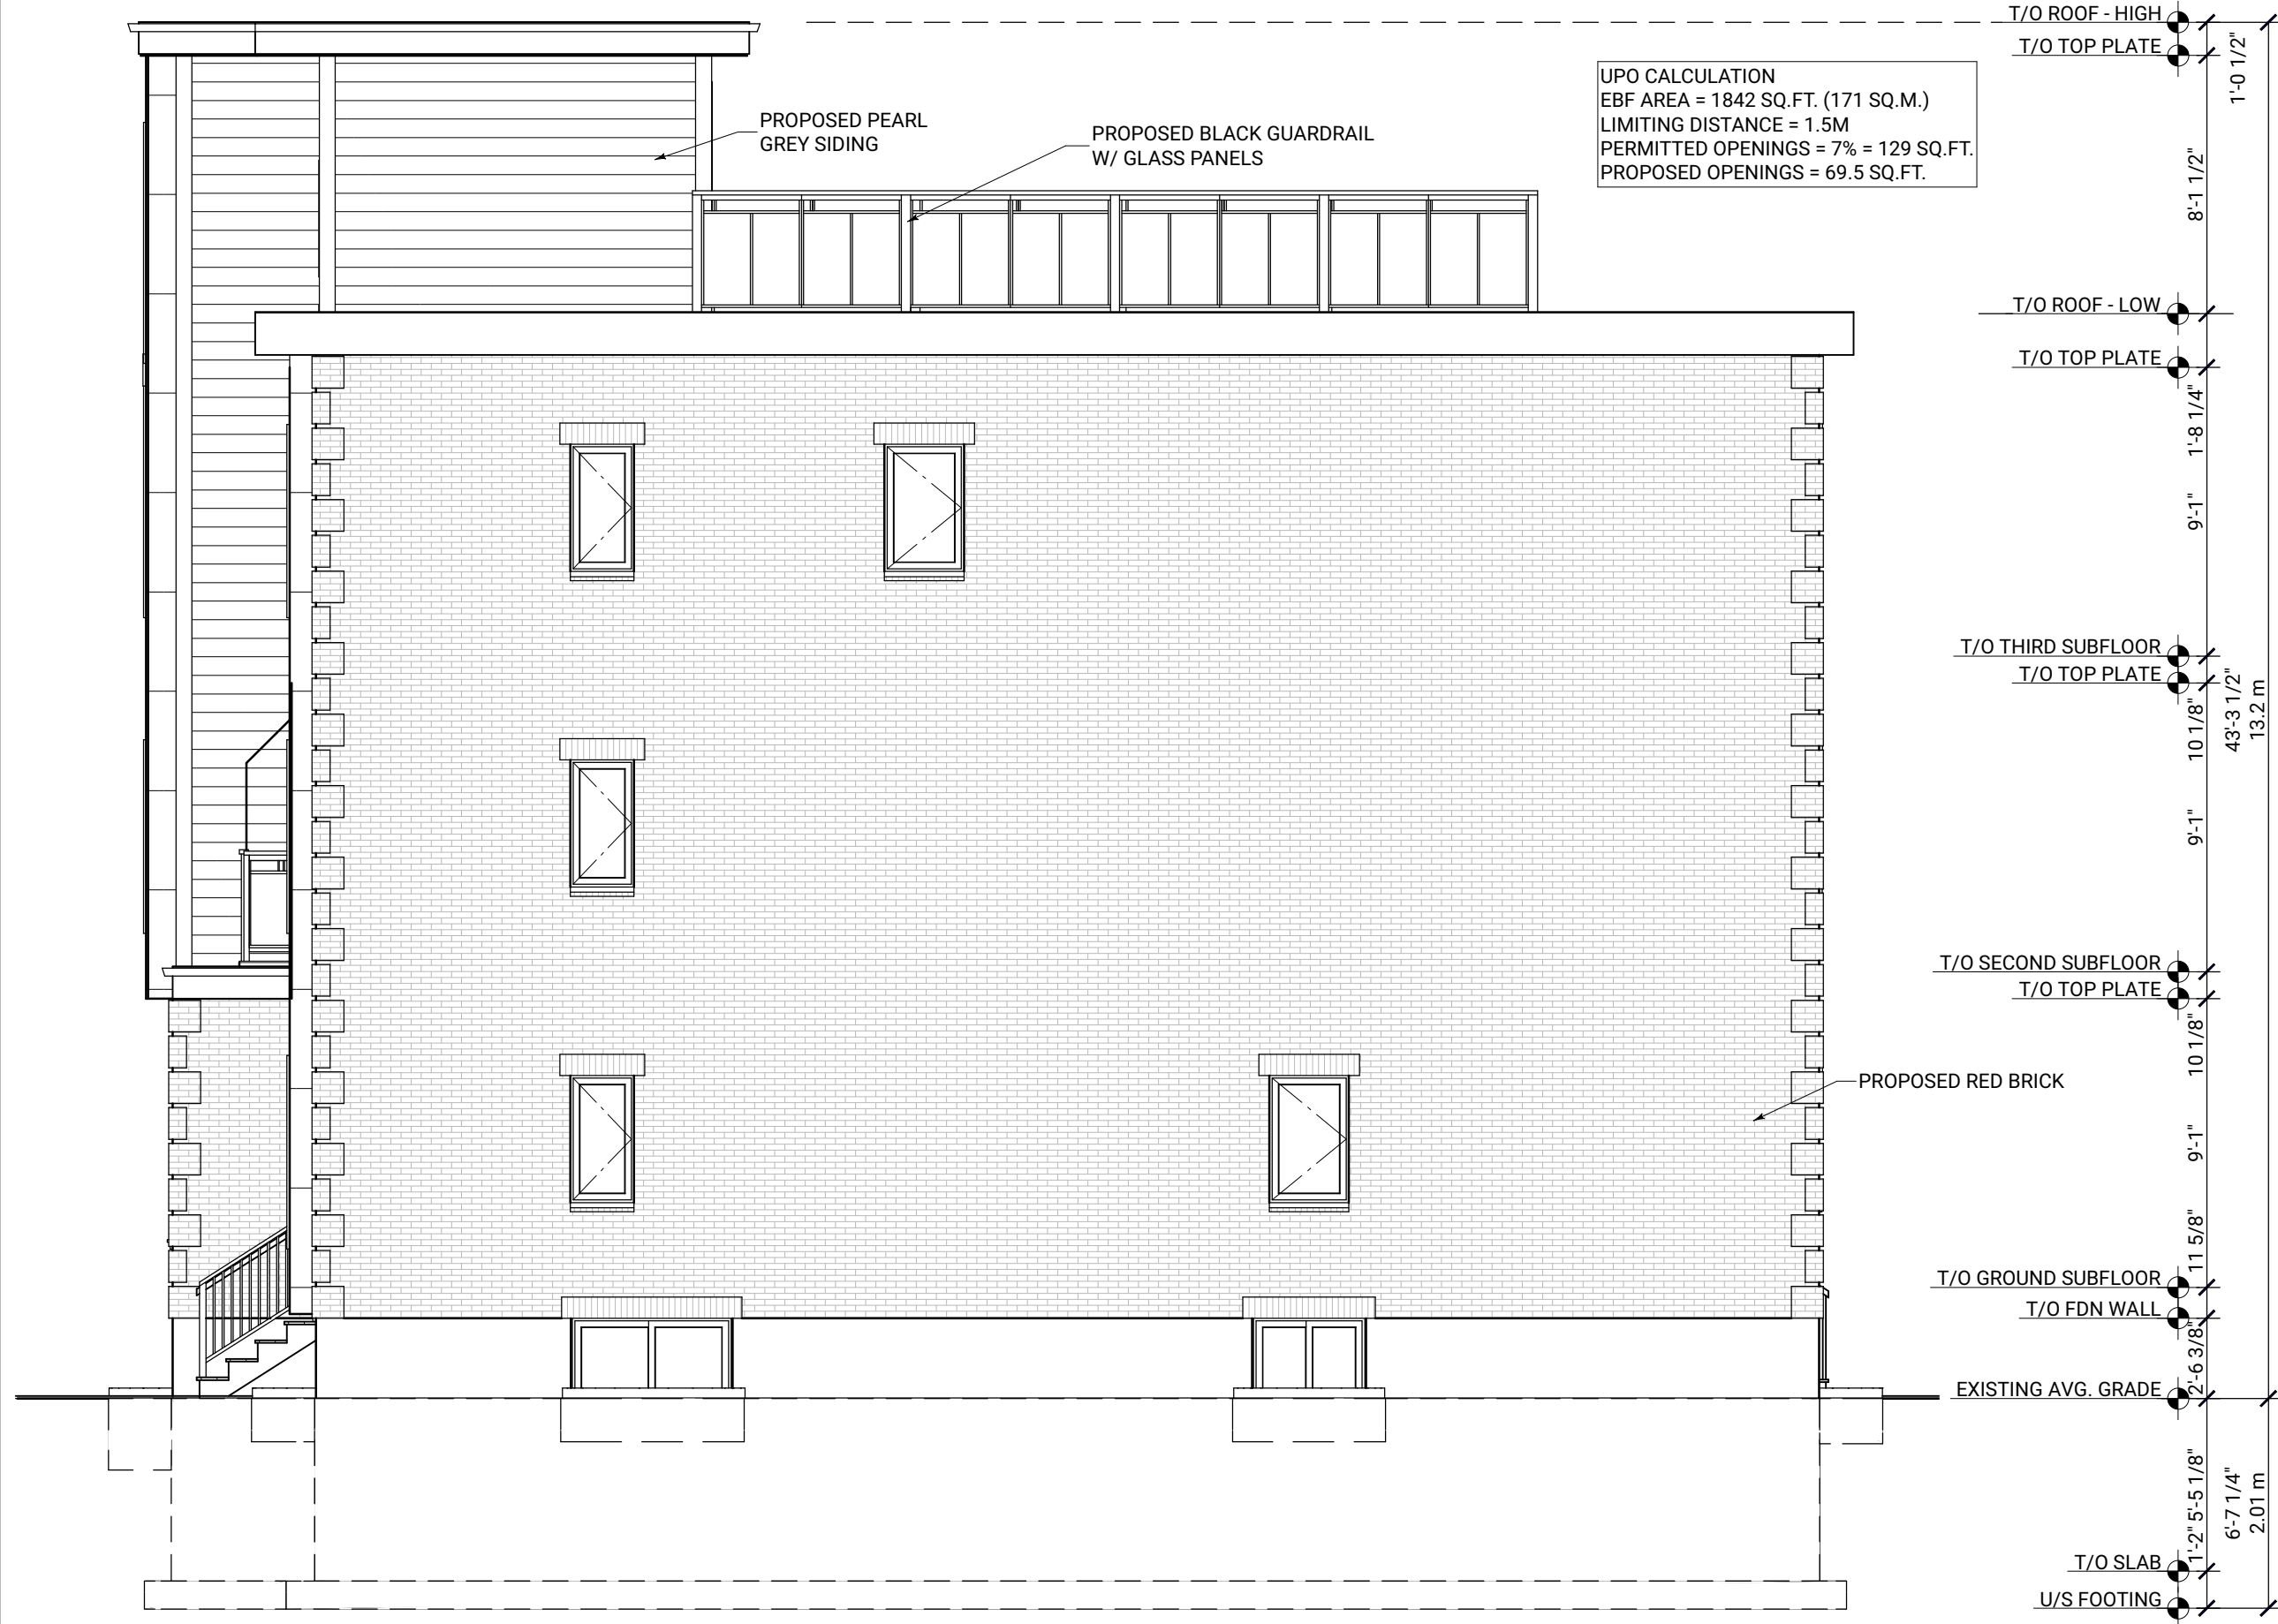 T/O ROOF - HIGH
T/O TOP PLATE
1'-0 1/2"
UPO CALCULATION
EBF AREA = 1842 SQ.FT. (171 SQ.M.)
LIMITING DISTANCE = 1.5M
PERMITTED OPENINGS = 7% = 129 SQ.FT.
PROPOSED OPENINGS = 69.5 SQ.FT.
PROPOSED PEARL
GREY SIDING
PROPOSED BLACK GUARDRAIL
W/ GLASS PANELS
8'-1 1/2"
T/O ROOF - LOW
T/O TOP PLATE
1'-8 1/4"
9'-1"
T/O THIRD SUBFLOOR
T/O TOP PLATE
10 1/8"
43'-3 1/2"
13.2 m
9'-1"
T/O SECOND SUBFLOOR
T/O TOP PLATE
10 1/8"
PROPOSED RED BRICK
9'-1"
11 5/8"
T/O GROUND SUBFLOOR
T/O FDN WALL
2'-6 3/8"
EXISTING AVG. GRADE
5'-5 1/8"
6'-7 1/4"
2.01 m
1'-2"
T/O SLAB
U/S FOOTING